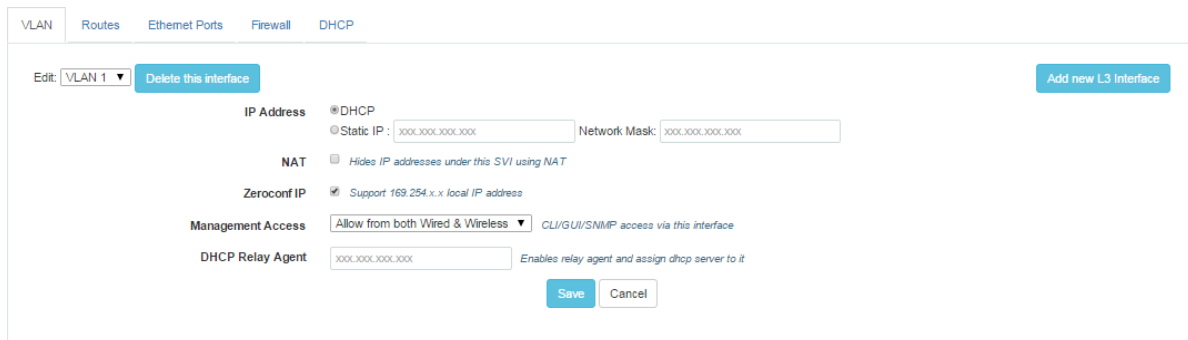 VLAN Routes Ethernet Ports Firewall DHCP
Edit: VLAN 1 Delete this interface Add new L3 Interface
IP Address DHCP
Static IP : xxx.xxx.xxx.xxx Network Mask: xxx.xxx.xxx.xxx
NAT Hides IP addresses under this SVI using NAT
Zeroconf IP Support 169.254.x.x local IP address
Management Access Allow from both Wired & Wireless CLI/GUI/SNMP access via this interface
DHCP Relay Agent xxx.xxx.xxx.xxx Enables relay agent and assign dhcp server to it
Save Cancel